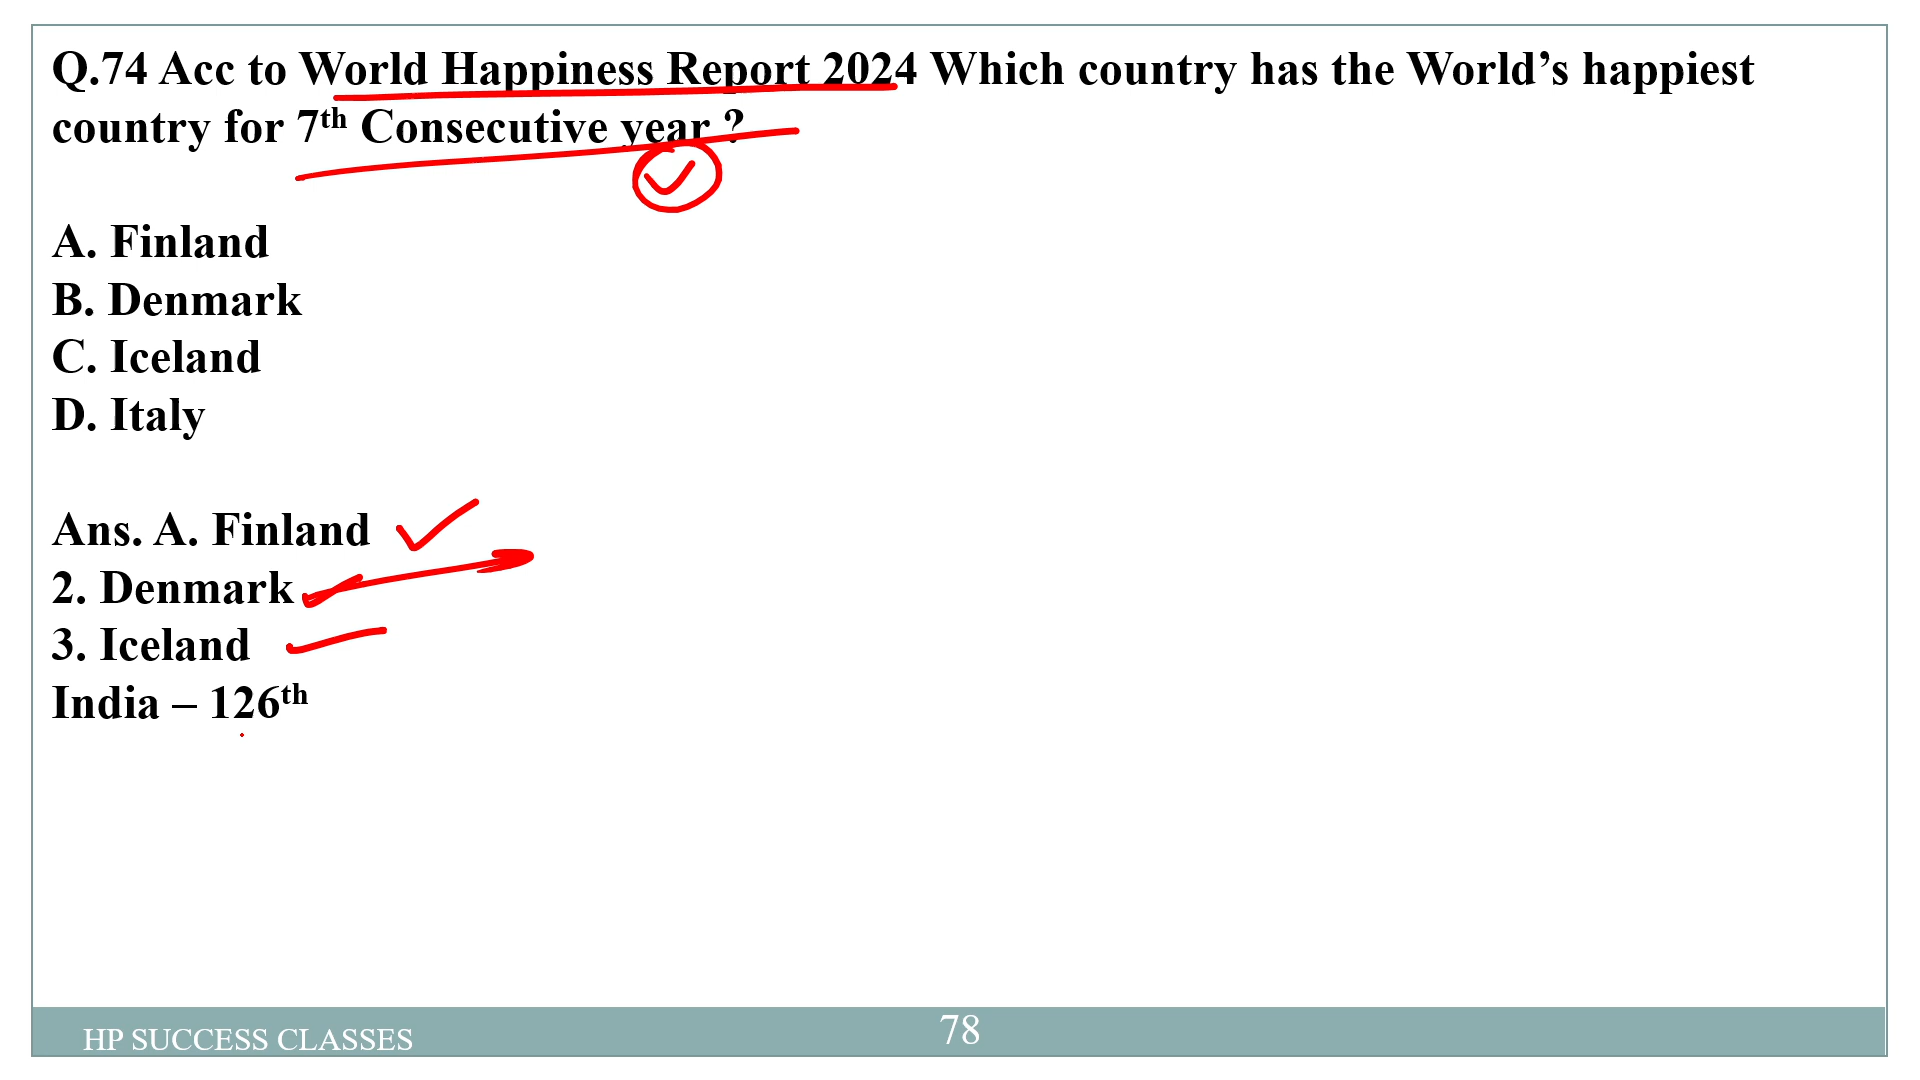 Q.74 Acc to World Happiness Report 2024 Which country has the World’s happiest
country for 7th Consecutive year ?
A. Finland
B. Denmark
C. Iceland
D. Italy
Ans. A. Finland
2. Denmark
3. Iceland
India – 126th
HP SUCCESS CLASSES
78